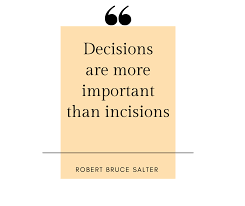 ❝
Decisions
are more
important
than incisions
ROBERT BRUCE SALTER